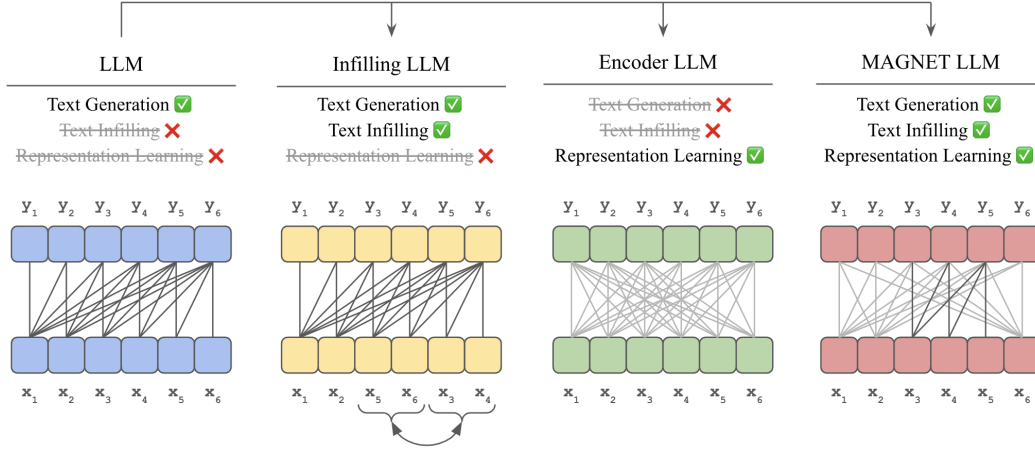 LLM
Text Generation ✅
Text Infilling ❌
Representation Learning ❌
y1 y2 y3 y4 y5 y6
x1 x2 x3 x4 x5 x6
Infilling LLM
Text Generation ✅
Text Infilling ✅
Representation Learning ❌
y1 y2 y3 y4 y5 y6
x1 x2 x5 x6 x3 x4
Encoder LLM
Text Generation ❌
Text Infilling ❌
Representation Learning ✅
y1 y2 y3 y4 y5 y6
x1 x2 x3 x4 x5 x6
MAGNET LLM
Text Generation ✅
Text Infilling ✅
Representation Learning ✅
y1 y2 y3 y4 y5 y6
x1 x2 x3 x4 x5 x6